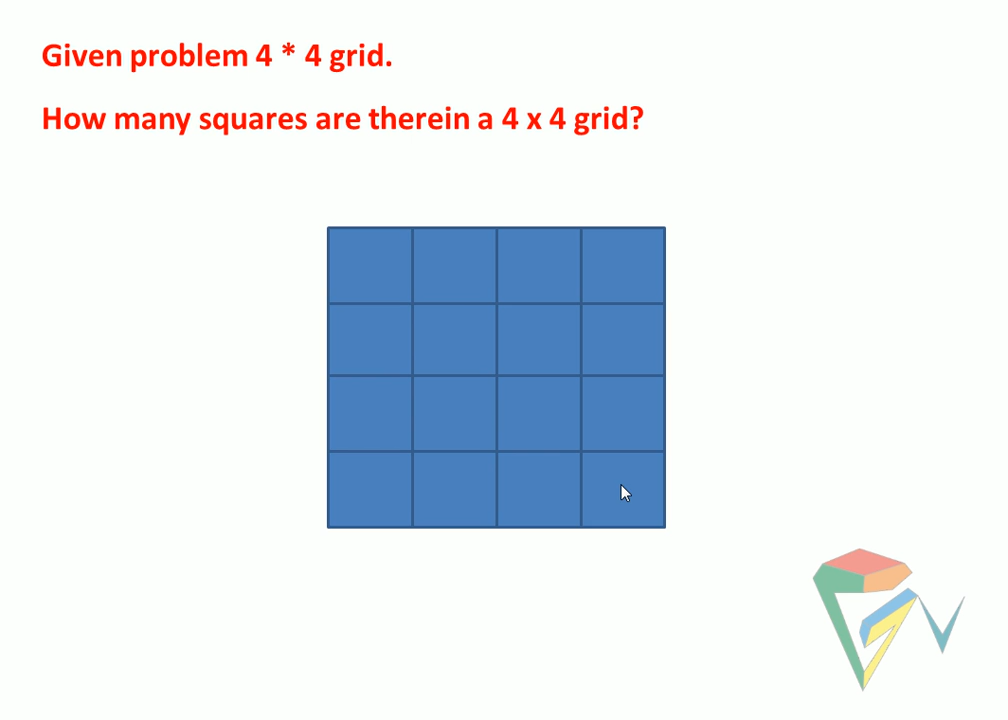 Given problem 4 * 4 grid.
How many squares are therein a 4 x 4 grid?